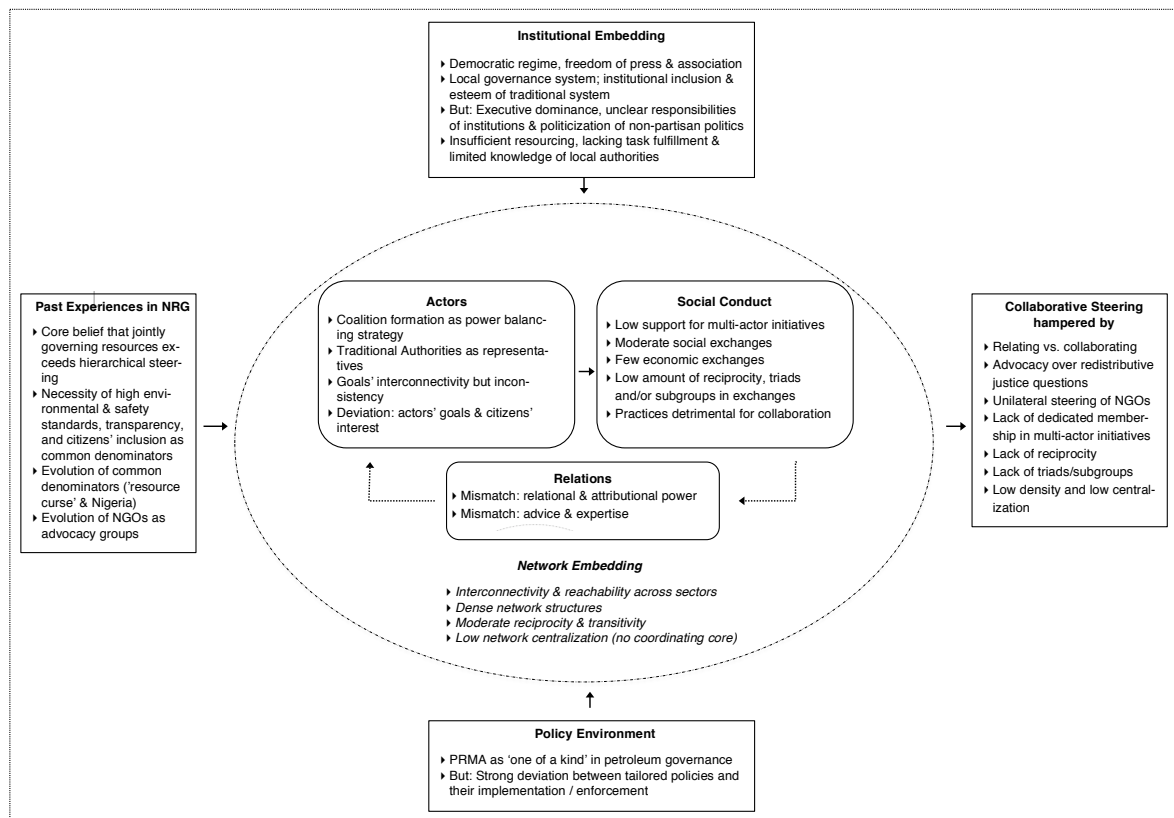 Institutional Embedding
‣ Democratic regime, freedom of press & association
‣ Local governance system; institutional inclusion &
esteem of traditional system
‣ But: Executive dominance, unclear responsibilities
of institutions & politicization of non-partisan politics
‣ Insufficient resourcing, lacking task fulfillment &
limited knowledge of local authorities
Past Experiences in NRG
‣ Core belief that jointly
governing resources ex-
ceeds hierarchical steer-
ing
‣ Necessity of high envi-
ronmental & safety
standards, transparency,
and citizens' inclusion as
common denominators
‣ Evolution of common
denominators ('resource
curse' & Nigeria)
‣ Evolution of NGOs as
advocacy groups
Actors
‣ Coalition formation as power balanc-
ing strategy
‣ Traditional Authorities as representa-
tives
‣ Goals' interconnectivity but incon-
sistency
‣ Deviation: actors' goals & citizens'
interest
Social Conduct
‣ Low support for multi-actor initiatives
‣ Moderate social exchanges
‣ Few economic exchanges
‣ Low amount of reciprocity, triads
and/or subgroups in exchanges
‣ Practices detrimental for collaboration
Relations
‣ Mismatch: relational & attributional power
‣ Mismatch: advice & expertise
Network Embedding
‣ Interconnectivity & reachability across sectors
‣ Dense network structures
‣ Moderate reciprocity & transitivity
‣ Low network centralization (no coordinating core)
Collaborative Steering
hampered by
‣ Relating vs. collaborating
‣ Advocacy over redistributive
justice questions
‣ Unilateral steering of NGOs
‣ Lack of dedicated member-
ship in multi-actor initiatives
‣ Lack of reciprocity
‣ Lack of triads/subgroups
‣ Low density and low central-
ization
Policy Environment
‣ PRMA as 'one of a kind' in petroleum governance
‣ But: Strong deviation between tailored policies and
their implementation / enforcement